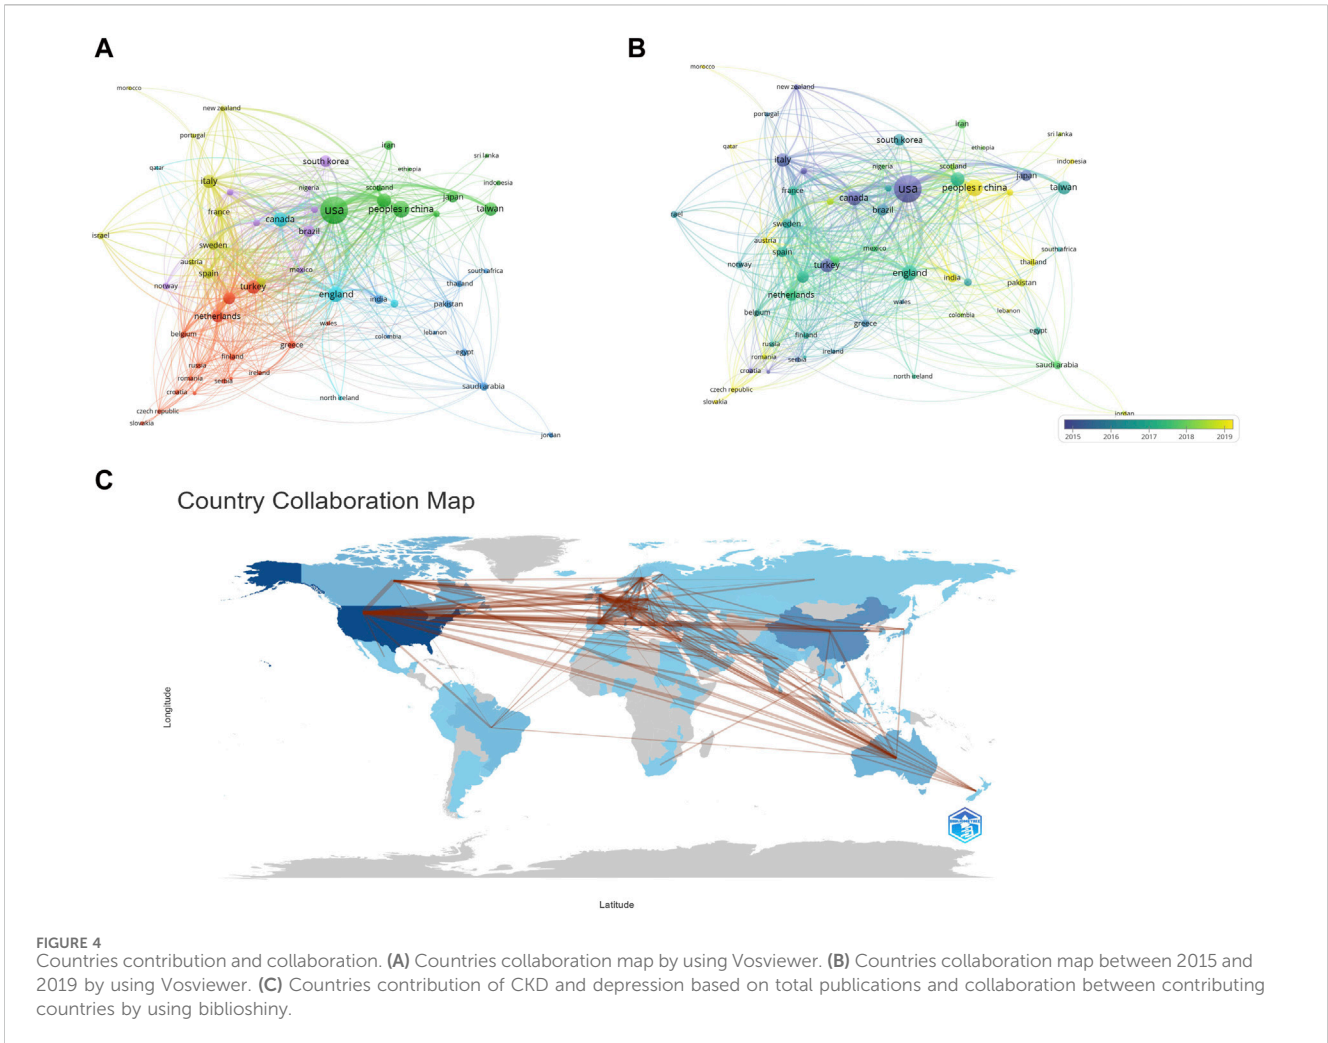 A
morocco
new zealand
portugal
qatar
italy
france
israel
sweden
austria
spain
norway
south korea
nigeria
usa
canada
brazil
mexico
iran
ethiopia
scotland
peoples r china
japan
sri lanka
indonesia
taiwan
turkey
netherlands
england
india
south africa
thailand
pakistan
belgium
wales
greece
colombia
lebanon
egypt
finland
russia
romania
serbia
ireland
croatia
czech republic
slovakia
north ireland
saudi arabia
jordan
B
morocco
new zealand
portugal
qatar
italy
france
rael
sweden
austria
spain
norway
south korea
nigeria
usa
canada
brazil
mexico
iran
ethiopia
scotland
peoples r china
japan
sri lanka
indonesia
taiwan
turkey
netherlands
england
india
south africa
thailand
pakistan
belgium
wales
greece
colombia
lebanon
egypt
finland
russia
romania
serbia
ireland
croatia
czech republic
slovakia
north ireland
saudi arabia
jordan
2015 2016 2017 2018 2019
C
Country Collaboration Map
Longitude
Latitude
FIGURE 4
Countries contribution and collaboration. (A) Countries collaboration map by using Vosviewer. (B) Countries collaboration map between 2015 and
2019 by using Vosviewer. (C) Countries contribution of CKD and depression based on total publications and collaboration between contributing
countries by using biblioshiny.